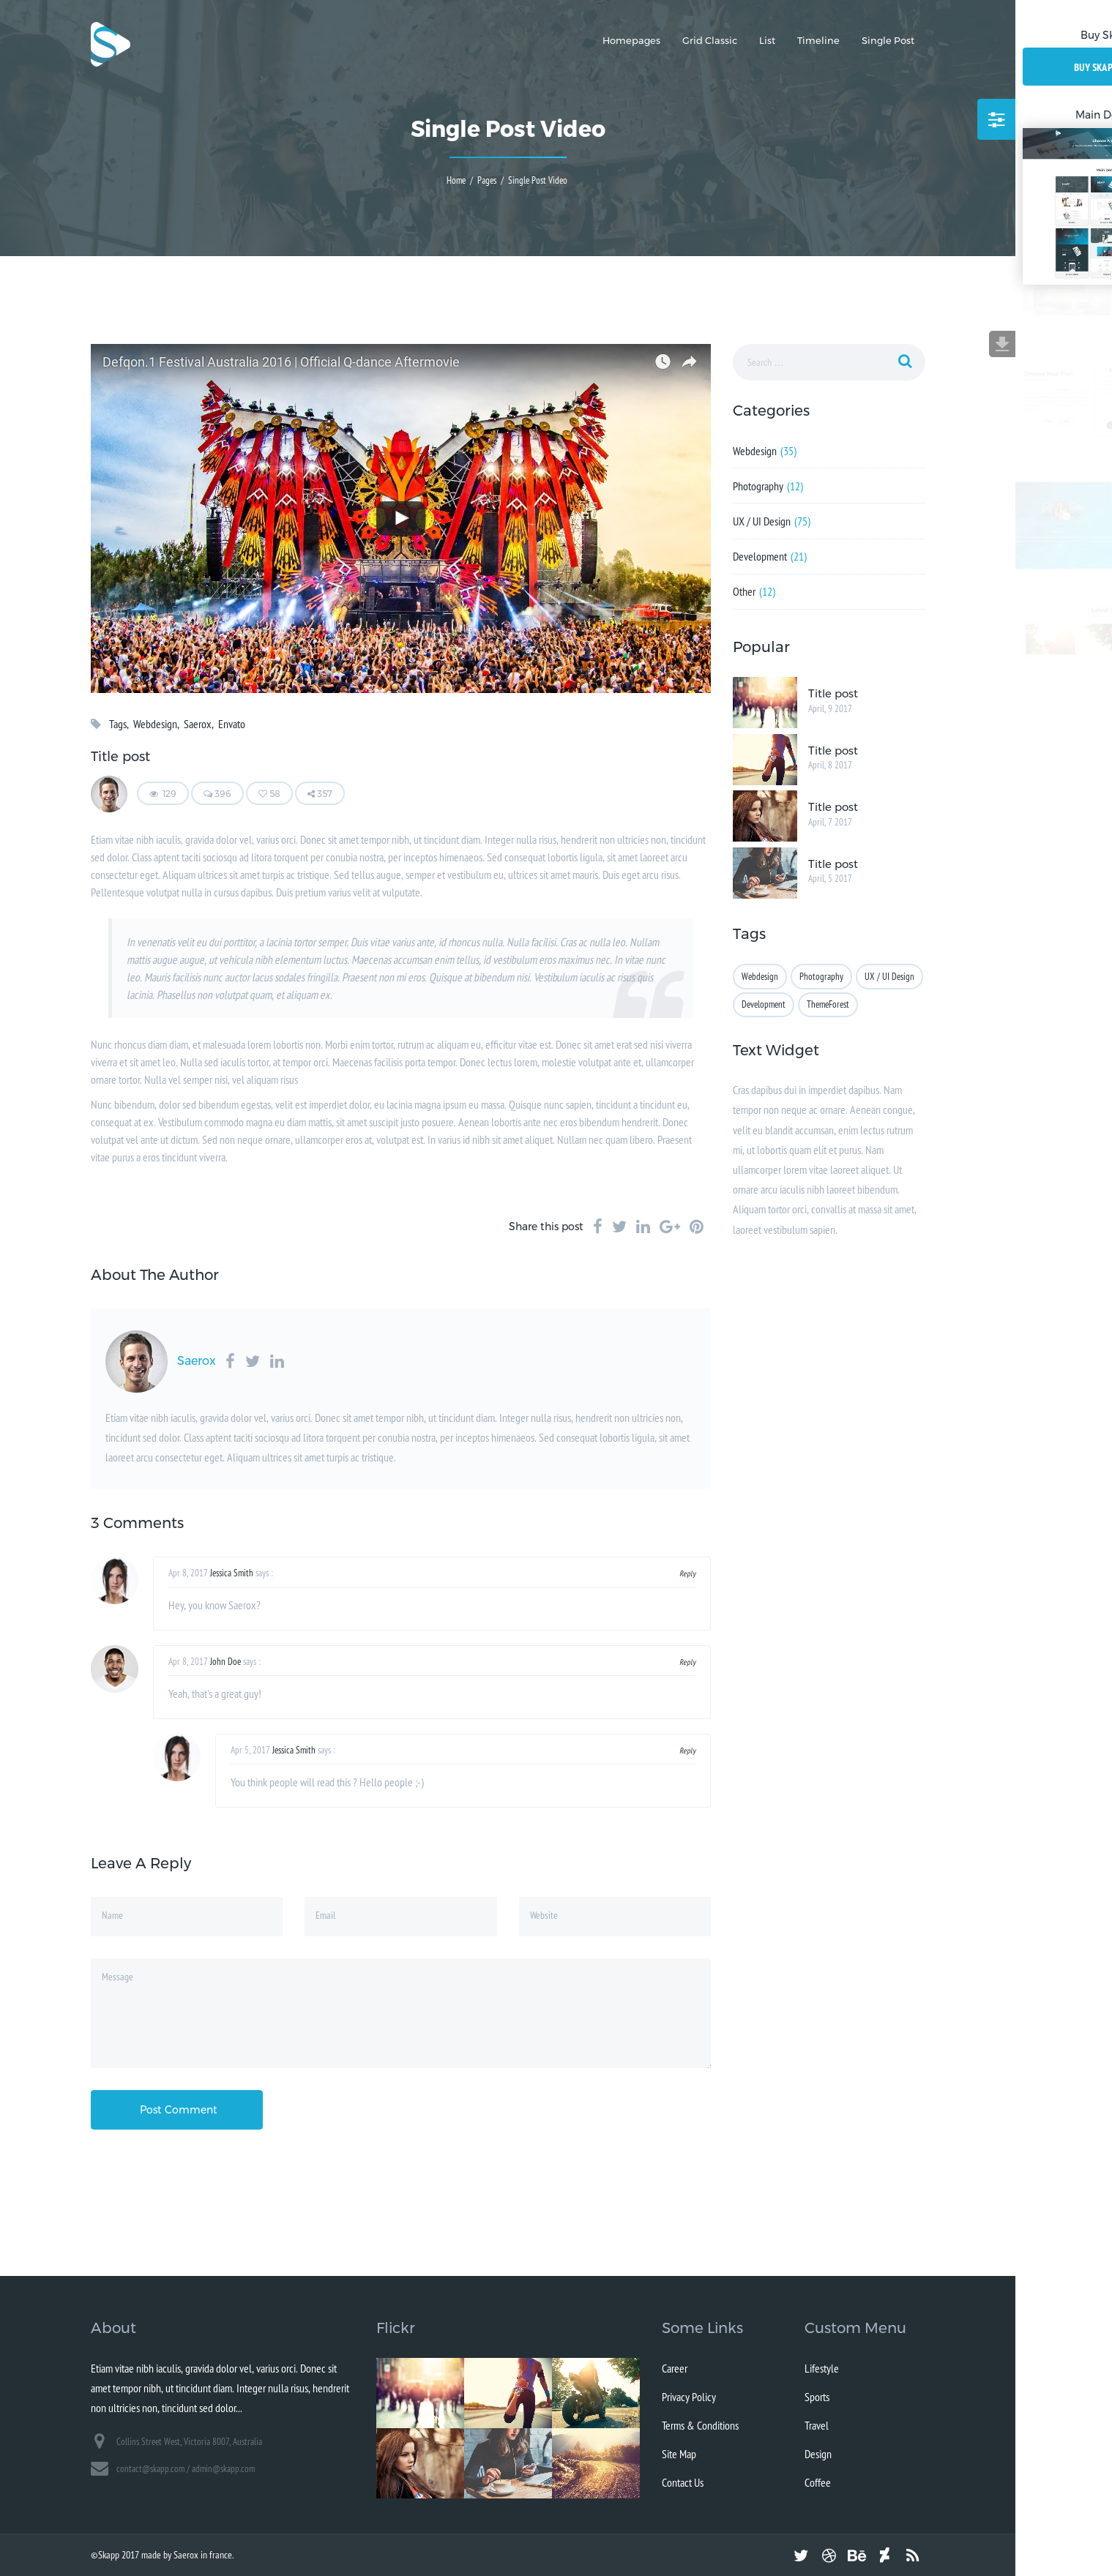 Homepages Grid Classic List Timeline Single Post
Buy
BUY
Main
Single Post Video
Home / Pages / Single Post Video
Defqon.1 Festival Australia 2016 | Official Q-dance Aftermovie
Tags, Webdesign, Saerox, Envato
Title post
129 396 58 357
Etiam vitae nibh iaculis, gravida dolor vel, varius orci. Donec sit amet tempor nibh, ut tincidunt diam. Integer nulla risus, hendrerit non ultricies non, tincidunt
sed dolor. Class aptent taciti sociosqu ad litora torquent per conubia nostra, per inceptos himenaeos. Sed consequat lobortis ligula, sit amet laoreet arcu
consectetur eget. Aliquam ultrices sit amet turpis ac tristique. Sed tellus augue, semper et vestibulum eu, ultrices sit amet mauris. Duis eget arcu risus.
Pellentesque volutpat nulla in cursus dapibus. Duis pretium varius velit at vulputate.
In venenatis velit eu dui porttitor, a lacinia tortor semper. Duis vitae varius ante, id rhoncus nulla. Nulla facilisi. Cras ac nulla leo. Nullam
mattis augue augue, ut vehicula nibh elementum luctus. Maecenas accumsan enim tellus, id vestibulum eros maximus nec. In vitae nunc
leo. Mauris facilisis nunc auctor lacus sodales fringilla. Praesent non mi eros. Quisque at bibendum nisi. Vestibulum iaculis ac risus quis
lacinia. Phasellus non volutpat quam, et aliquam ex.
Nunc rhoncus diam diam, et malesuada lorem lobortis non. Morbi enim tortor, rutrum ac aliquam eu, efficitur vitae est. Donec sit amet erat sed nisi viverra
viverra et sit amet leo. Nulla sed iaculis tortor, at tempor orci. Maecenas facilisis porta tempor. Donec lectus lorem, molestie volutpat ante et, ullamcorper
ornare tortor. Nulla vel semper nisi, vel aliquam risus
Nunc bibendum, dolor sed bibendum egestas, velit est imperdiet dolor, eu lacinia magna ipsum eu massa. Quisque nunc sapien, tincidunt a tincidunt eu,
consequat at ex. Vestibulum commodo magna eu diam mattis, sit amet suscipit justo posuere. Aenean lobortis ante nec eros bibendum hendrerit. Donec
volutpat vel ante ut dictum. Sed non neque ornare, ullamcorper eros at, volutpat est. In varius id nibh sit amet aliquet. Nullam nec quam libero. Praesent
vitae purus a eros tincidunt viverra.
Share this post
About The Author
Saerox
Etiam vitae nibh iaculis, gravida dolor vel, varius orci. Donec sit amet tempor nibh, ut tincidunt diam. Integer nulla risus, hendrerit non ultricies non,
tincidunt sed dolor. Class aptent taciti sociosqu ad litora torquent per conubia nostra, per inceptos himenaeos. Sed consequat lobortis ligula, sit amet
laoreet arcu consectetur eget. Aliquam ultrices sit amet turpis ac tristique.
3 Comments
Apr 8, 2017 Jessica Smith says : Reply
Hey, you know Saerox?
Apr 8, 2017 John Doe says : Reply
Yeah, that's a great guy!
Apr 5, 2017 Jessica Smith says : Reply
You think people will read this ? Hello people ;-)
Leave A Reply
Name Email Website
Message
Post Comment
Search ...
Categories
Webdesign (35)
Photography (12)
UX / UI Design (75)
Development (21)
Other (12)
Popular
Title post
April, 9 2017
Title post
April, 8 2017
Title post
April, 7 2017
Title post
April, 5 2017
Tags
Webdesign Photography UX / UI Design
Development ThemeForest
Text Widget
Cras dapibus dui in imperdiet dapibus. Nam
tempor non neque ac ornare. Aenean congue,
velit eu blandit accumsan, enim lectus rutrum
mi, ut lobortis quam elit et purus. Nam
ullamcorper lorem vitae laoreet aliquet. Ut
ornare arcu iaculis nibh laoreet bibendum.
Aliquam tortor orci, convallis at massa sit amet,
laoreet vestibulum sapien.
About
Etiam vitae nibh iaculis, gravida dolor vel, varius orci. Donec sit
amet tempor nibh, ut tincidunt diam. Integer nulla risus, hendrerit
non ultricies non, tincidunt sed dolor...
Collins Street West, Victoria 8007, Australia
contact@skapp.com / admin@skapp.com
Flickr
Some Links
Career
Privacy Policy
Terms & Conditions
Site Map
Contact Us
Custom Menu
Lifestyle
Sports
Travel
Design
Coffee
©Skapp 2017 made by Saerox in france.